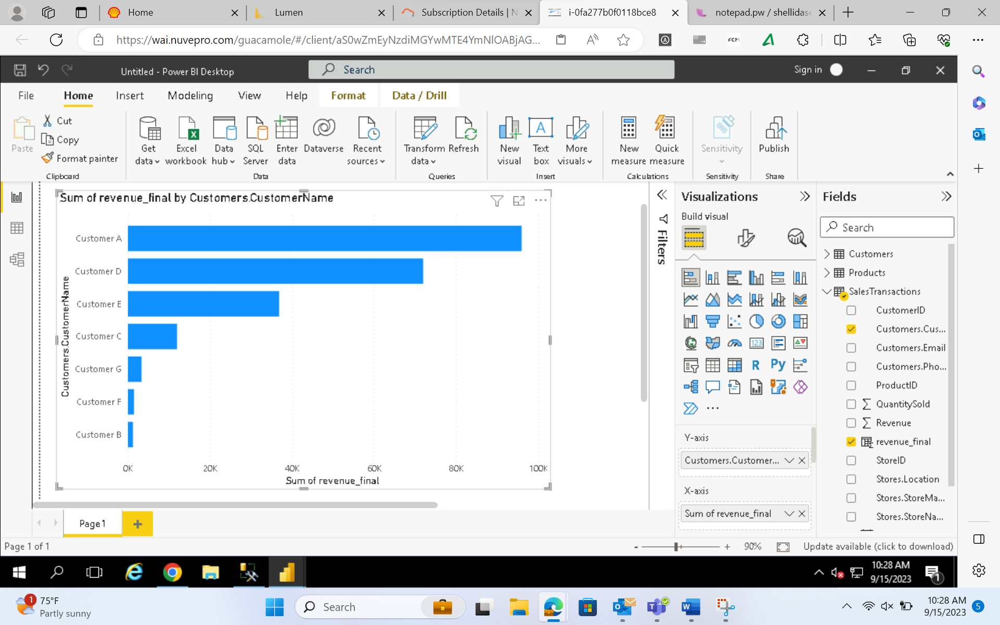 Home
Lumen
Subscription Details | N
i-0fa277b0f0118bce8
notepad.pw / shellidase
https://wai.nuvepro.com/guacamole/#/client/aS0wZmEyNzdiMGYwMTE4YmNlOABjAG...
FCM
Untitled - Power BI Desktop
Search
Sign in
File
Home
Insert
Modeling
View
Help
Format
Data / Drill
Paste
Cut
Copy
Format painter
Clipboard
Get data
Excel workbook
Data hub
SQL Server
Enter data
Dataverse
Recent sources
Data
Transform data
Refresh
Queries
New visual
Text box
More visuals
Insert
New measure
Quick measure
Calculations
Sensitivity
Sensitivity
Publish
Share
Sum of revenue_final by Customers.CustomerName
Customers.CustomerName
Customer A
Customer D
Customer E
Customer C
Customer G
Customer F
Customer B
0K
20K
40K
60K
80K
100K
Sum of revenue_final
Filters
Visualizations
Build visual
123
R
Py
Y-axis
Customers.Customer...
X-axis
Sum of revenue_final
Fields
Search
Customers
Products
SalesTransactions
CustomerID
Customers.Cus...
Customers.Email
Customers.Pho...
ProductID
QuantitySold
Revenue
revenue_final
StoreID
Stores.Location
Stores.StoreMa...
Stores.StoreNa...
Page 1
Page 1 of 1
90%
Update available (click to download)
10:28 AM
9/15/2023
1
1
75°F
Partly sunny
Search
10:28 AM
9/15/2023
5